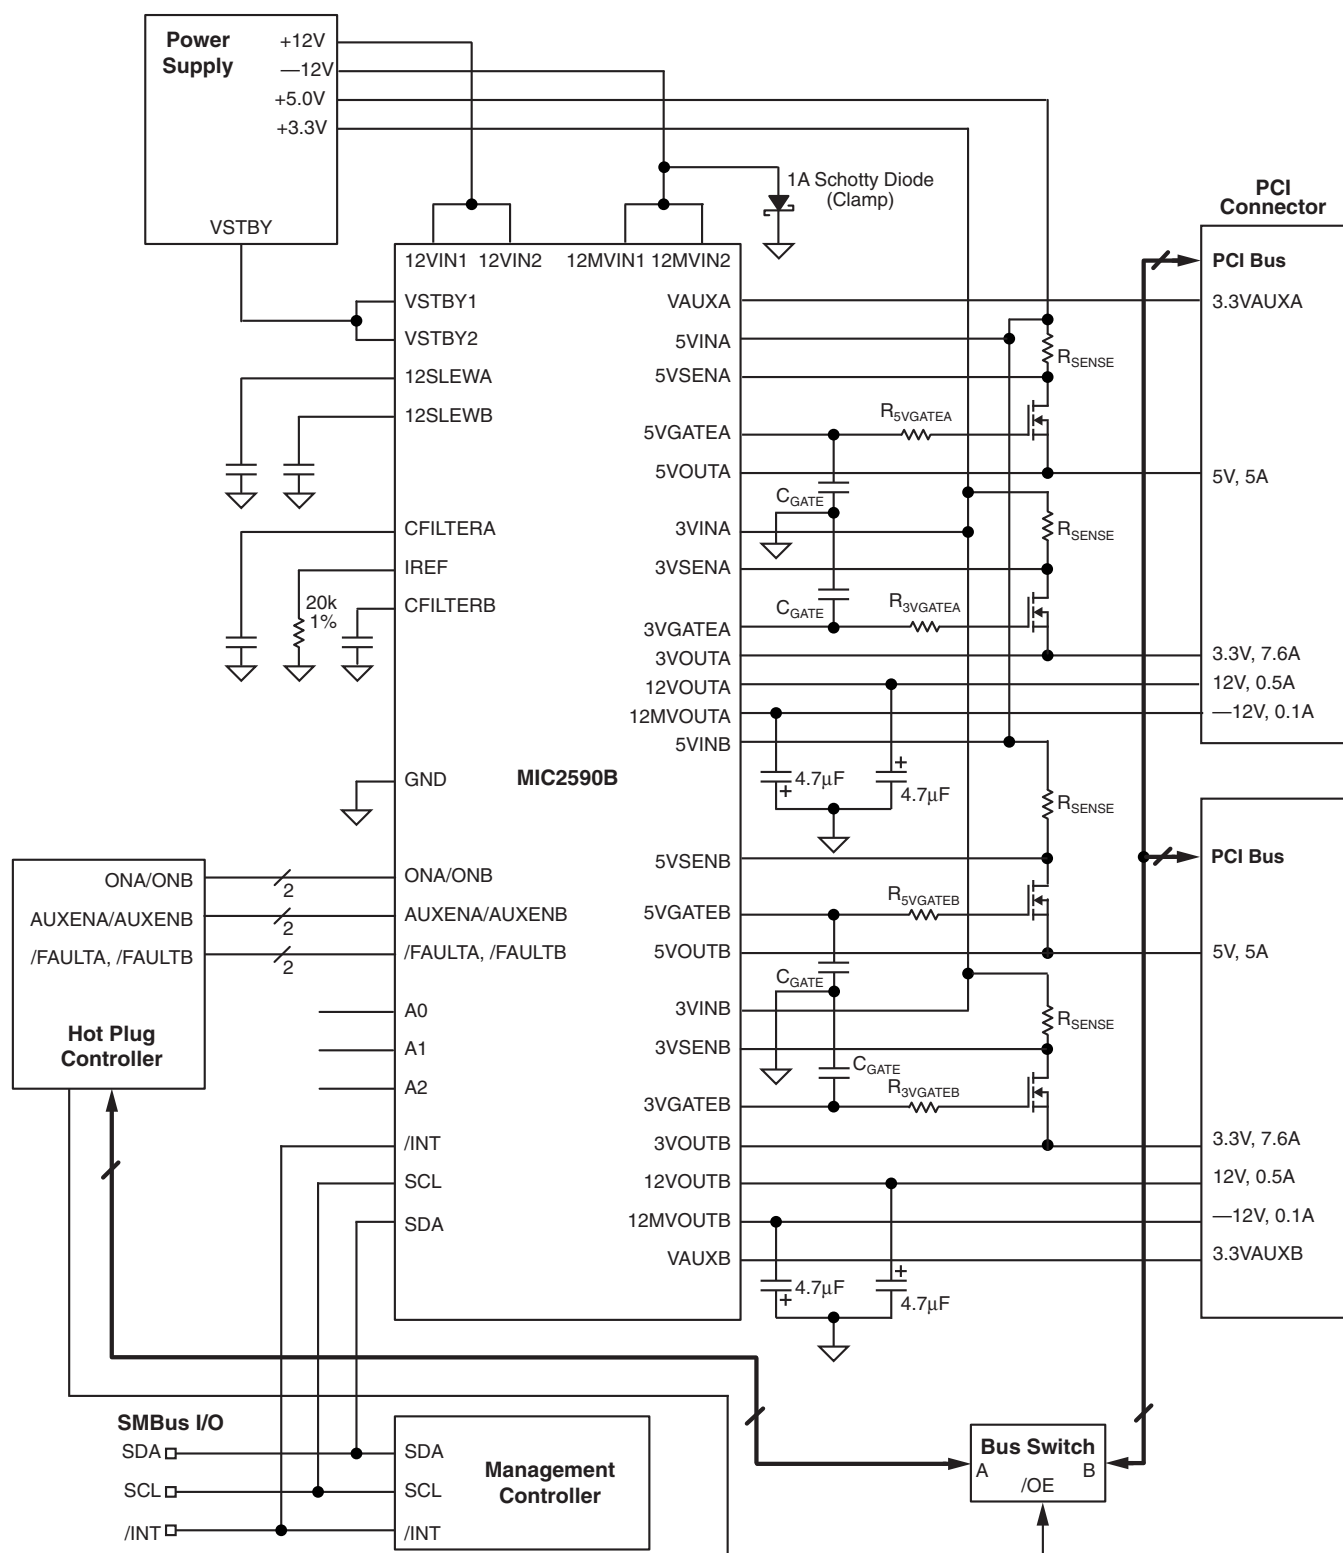 Power
Supply
+12V
—12V
+5.0V
+3.3V
VSTBY
1A Schotty Diode
(Clamp)
PCI
Connector
12VIN1 12VIN2 12MVIN1 12MVIN2
PCI Bus
VSTBY1
VAUXA
3.3VAUXA
VSTBY2
5VINA
RSENSE
12SLEWA
5VSENA
12SLEWB
R5VGATEA
5VGATEA
5VOUTA
5V, 5A
CGATE
CFILTERA
3VINA
RSENSE
IREF
3VSENA
20k
1%
CFILTERB
CGATE
R3VGATEA
3VGATEA
3VOUTA
3.3V, 7.6A
12VOUTA
12V, 0.5A
12MVOUTA
—12V, 0.1A
5VINB
GND
MIC2590B
4.7µF
+
+
4.7µF
RSENSE
5VSENB
PCI Bus
ONA/ONB
2
ONA/ONB
AUXENA/AUXENB
2
AUXENA/AUXENB
5VGATEB
R5VGATEB
/FAULTA, /FAULTB
2
/FAULTA, /FAULTB
5VOUTB
5V, 5A
CGATE
A0
3VINB
RSENSE
Hot Plug
Controller
A1
3VSENB
CGATE
A2
3VGATEB
R3VGATEB
/INT
3VOUTB
3.3V, 7.6A
SCL
12VOUTB
12V, 0.5A
SDA
12MVOUTB
—12V, 0.1A
VAUXB
3.3VAUXB
4.7µF
+
+
4.7µF
SMBus I/O
SDA
SDA
SCL
SCL
/INT
/INT
Management
Controller
Bus Switch
A B
/OE